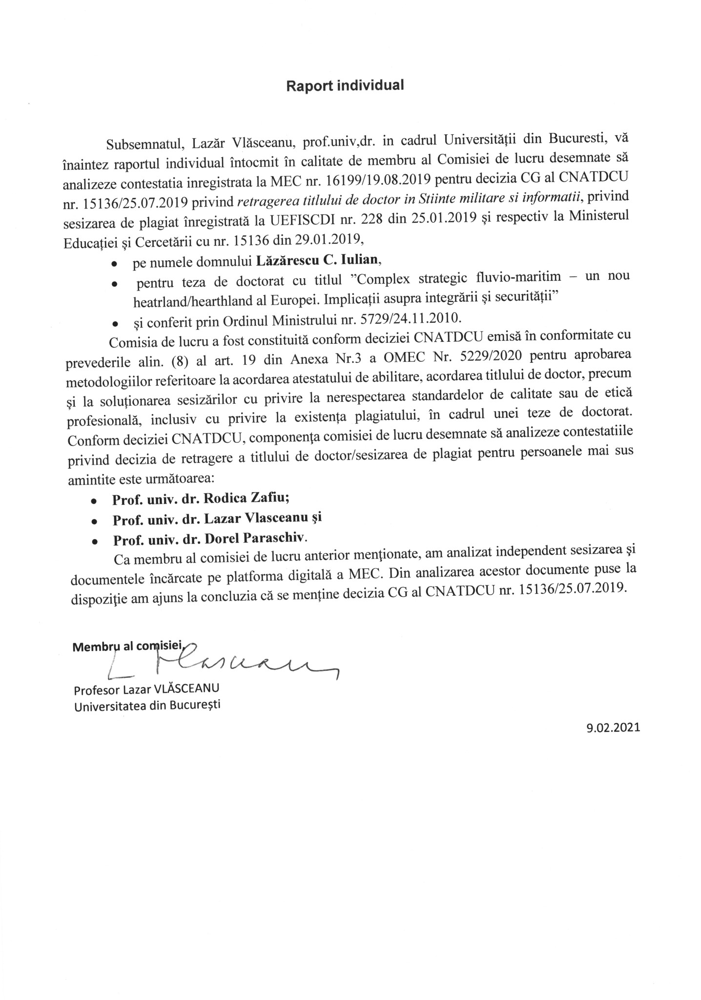 Raport individual
Subsemnatul, Lazăr Vlăsceanu, prof.univ,dr. in cadrul Universității din Bucuresti, vă
înaintez raportul individual întocmit în calitate de membru al Comisiei de lucru desemnate să
analizeze contestatia inregistrata la MEC nr. 16199/19.08.2019 pentru decizia CG al CNATDCU
nr. 15136/25.07.2019 privind retragerea titlului de doctor in Stiinte militare si informatii, privind
sesizarea de plagiat înregistrată la UEFISCDI nr. 228 din 25.01.2019 și respectiv la Ministerul
Educației și Cercetării cu nr. 15136 din 29.01.2019,
• pe numele domnului Lăzărescu C. Iulian,
• pentru teza de doctorat cu titlul ”Complex strategic fluvio-maritim – un nou
heatrland/hearthland al Europei. Implicații asupra integrării și securității”
• și conferit prin Ordinul Ministrului nr. 5729/24.11.2010.
Comisia de lucru a fost constituită conform deciziei CNATDCU emisă în conformitate cu
prevederile alin. (8) al art. 19 din Anexa Nr.3 a OMEC Nr. 5229/2020 pentru aprobarea
metodologiilor referitoare la acordarea atestatului de abilitare, acordarea titlului de doctor, precum
și la soluționarea sesizărilor cu privire la nerespectarea standardelor de calitate sau de etică
profesională, inclusiv cu privire la existența plagiatului, în cadrul unei teze de doctorat.
Conform deciziei CNATDCU, componenţa comisiei de lucru desemnate să analizeze contestatiile
privind decizia de retragere a titlului de doctor/sesizarea de plagiat pentru persoanele mai sus
amintite este următoarea:
• Prof. univ. dr. Rodica Zafiu;
• Prof. univ. dr. Lazar Vlasceanu şi
• Prof. univ. dr. Dorel Paraschiv.
Ca membru al comisiei de lucru anterior menţionate, am analizat independent sesizarea şi
documentele încărcate pe platforma digitală a MEC. Din analizarea acestor documente puse la
dispoziţie am ajuns la concluzia că se menține decizia CG al CNATDCU nr. 15136/25.07.2019.
Membru al comisiei,
L Vlasceanu
Profesor Lazar VLĂSCEANU
Universitatea din București
9.02.2021